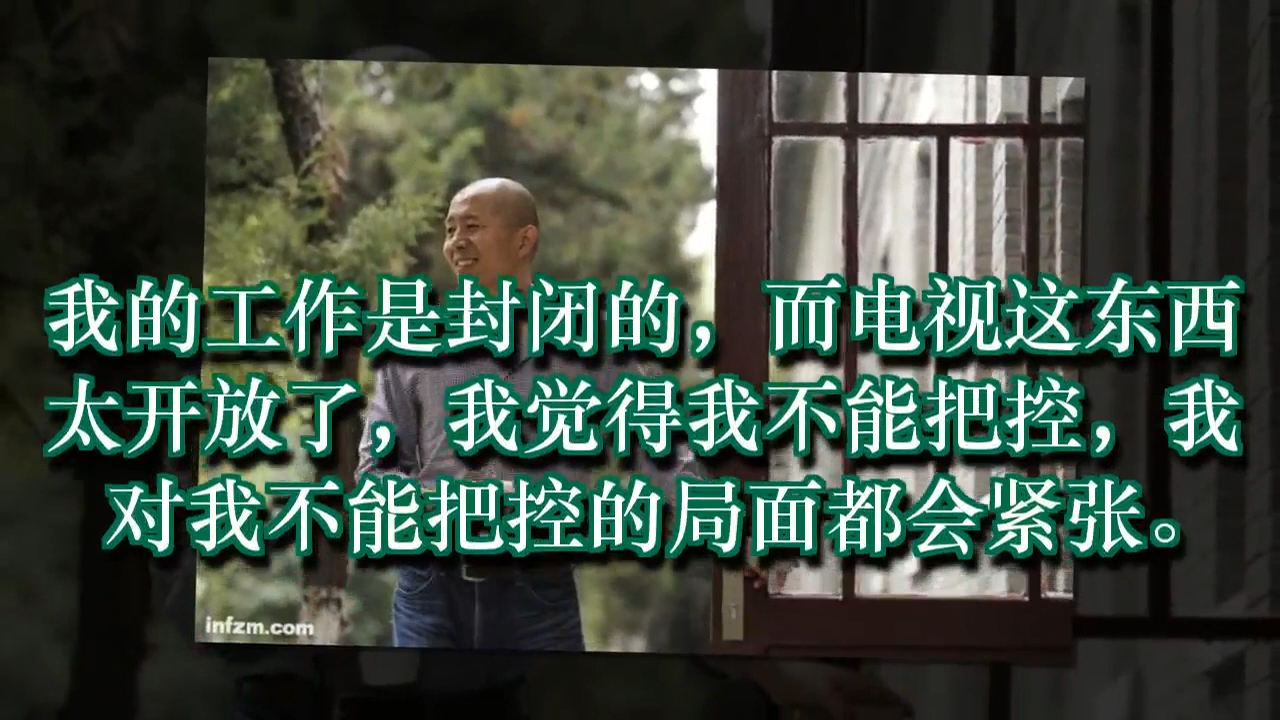 我的工作是封闭的，而电视这东西
太开放了，我觉得我不能把控，我
对我不能把控的局面都会紧张。
infzm.com